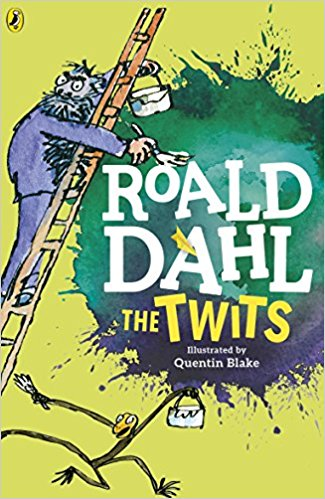 ROALD
DAHL
THE TWITS
Illustrated by
Quentin Blake